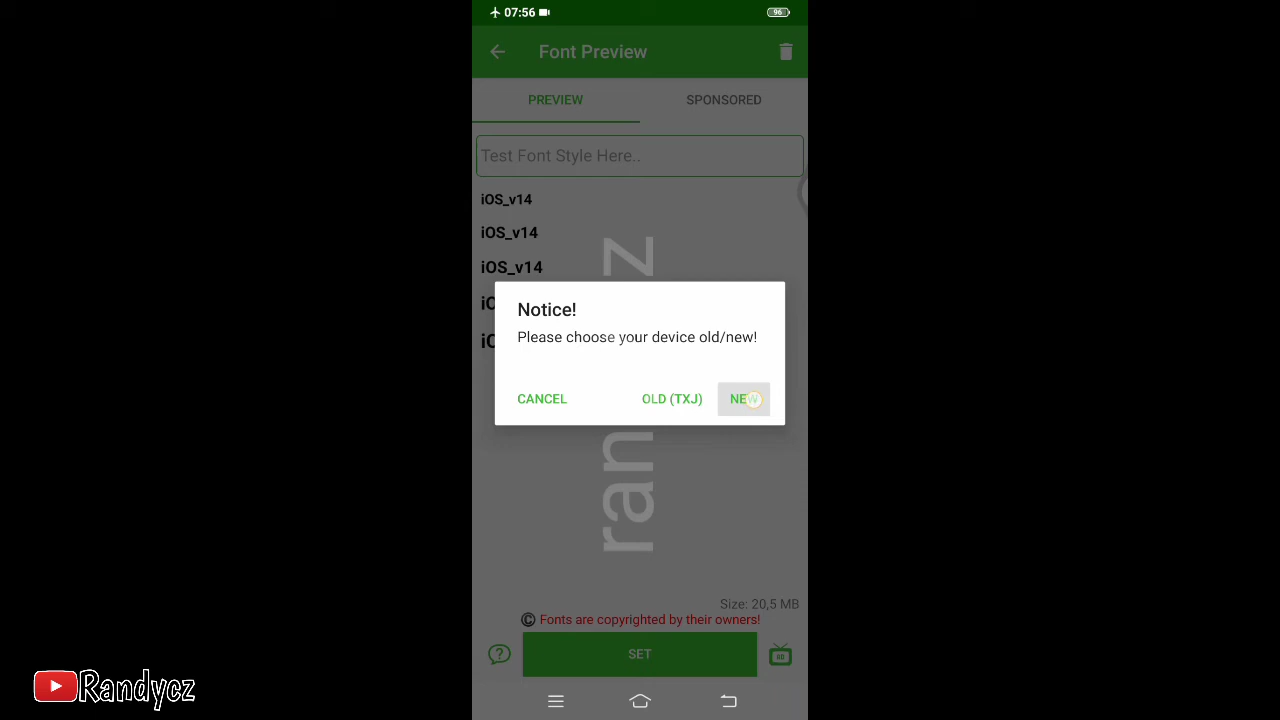 07:56
96
Font Preview
PREVIEW
SPONSORED
Test Font Style Here..
iOS_v14
iOS_v14
iOS_v14
Notice!
Please choose your device old/new!
CANCEL
OLD (TXJ)
NEW
Size: 20,5 MB
© Fonts are copyrighted by their owners!
?
SET
Randycz